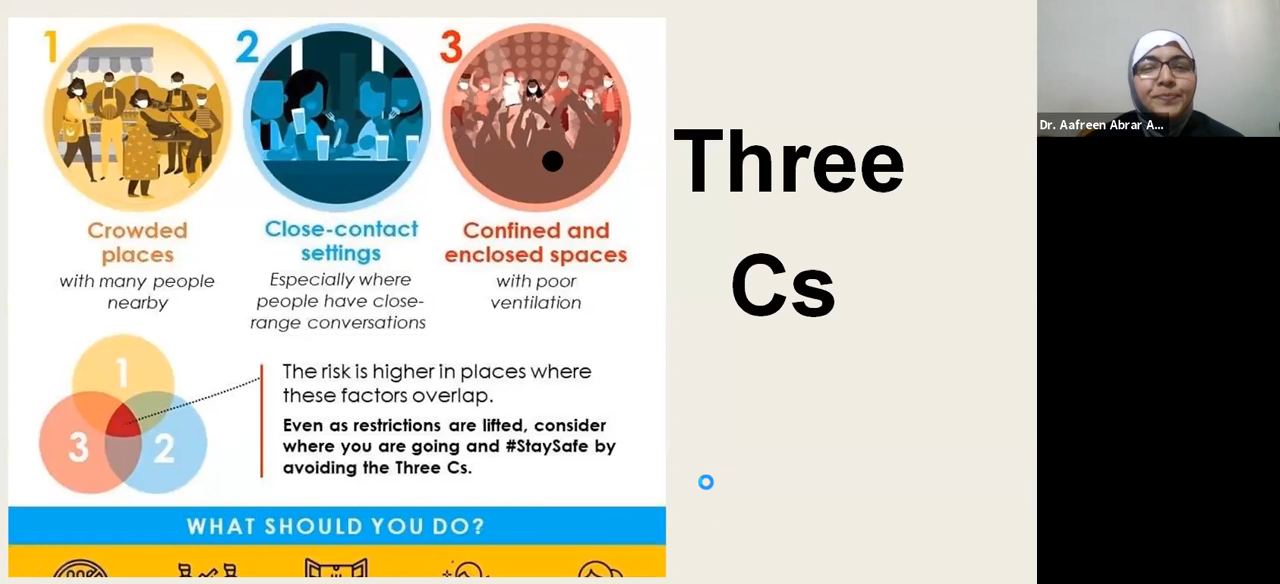 1
2
3
Crowded
places
with many people
nearby
Close-contact
settings
Especially where
people have close-
range conversations
Confined and
enclosed spaces
with poor
ventilation
1
3
2
The risk is higher in places where
these factors overlap.
Even as restrictions are lifted, consider
where you are going and #StaySafe by
avoiding the Three Cs.
WHAT SHOULD YOU DO?
Three
Cs
Dr. Aafreen Abrar A...